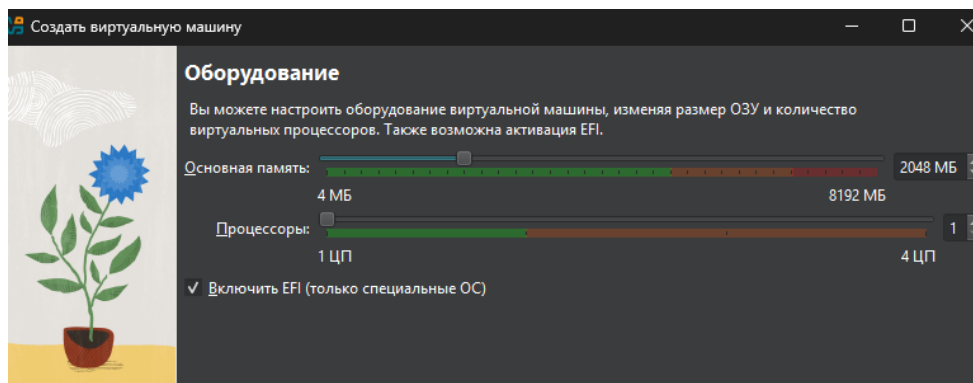 Создать виртуальную машину
Оборудование
Вы можете настроить оборудование виртуальной машины, изменяя размер ОЗУ и количество
виртуальных процессоров. Также возможна активация EFI.
Основная память:
2048 МБ
4 МБ
8192 МБ
Процессоры:
1
1 ЦП
4 ЦП
Включить EFI (только специальные ОС)